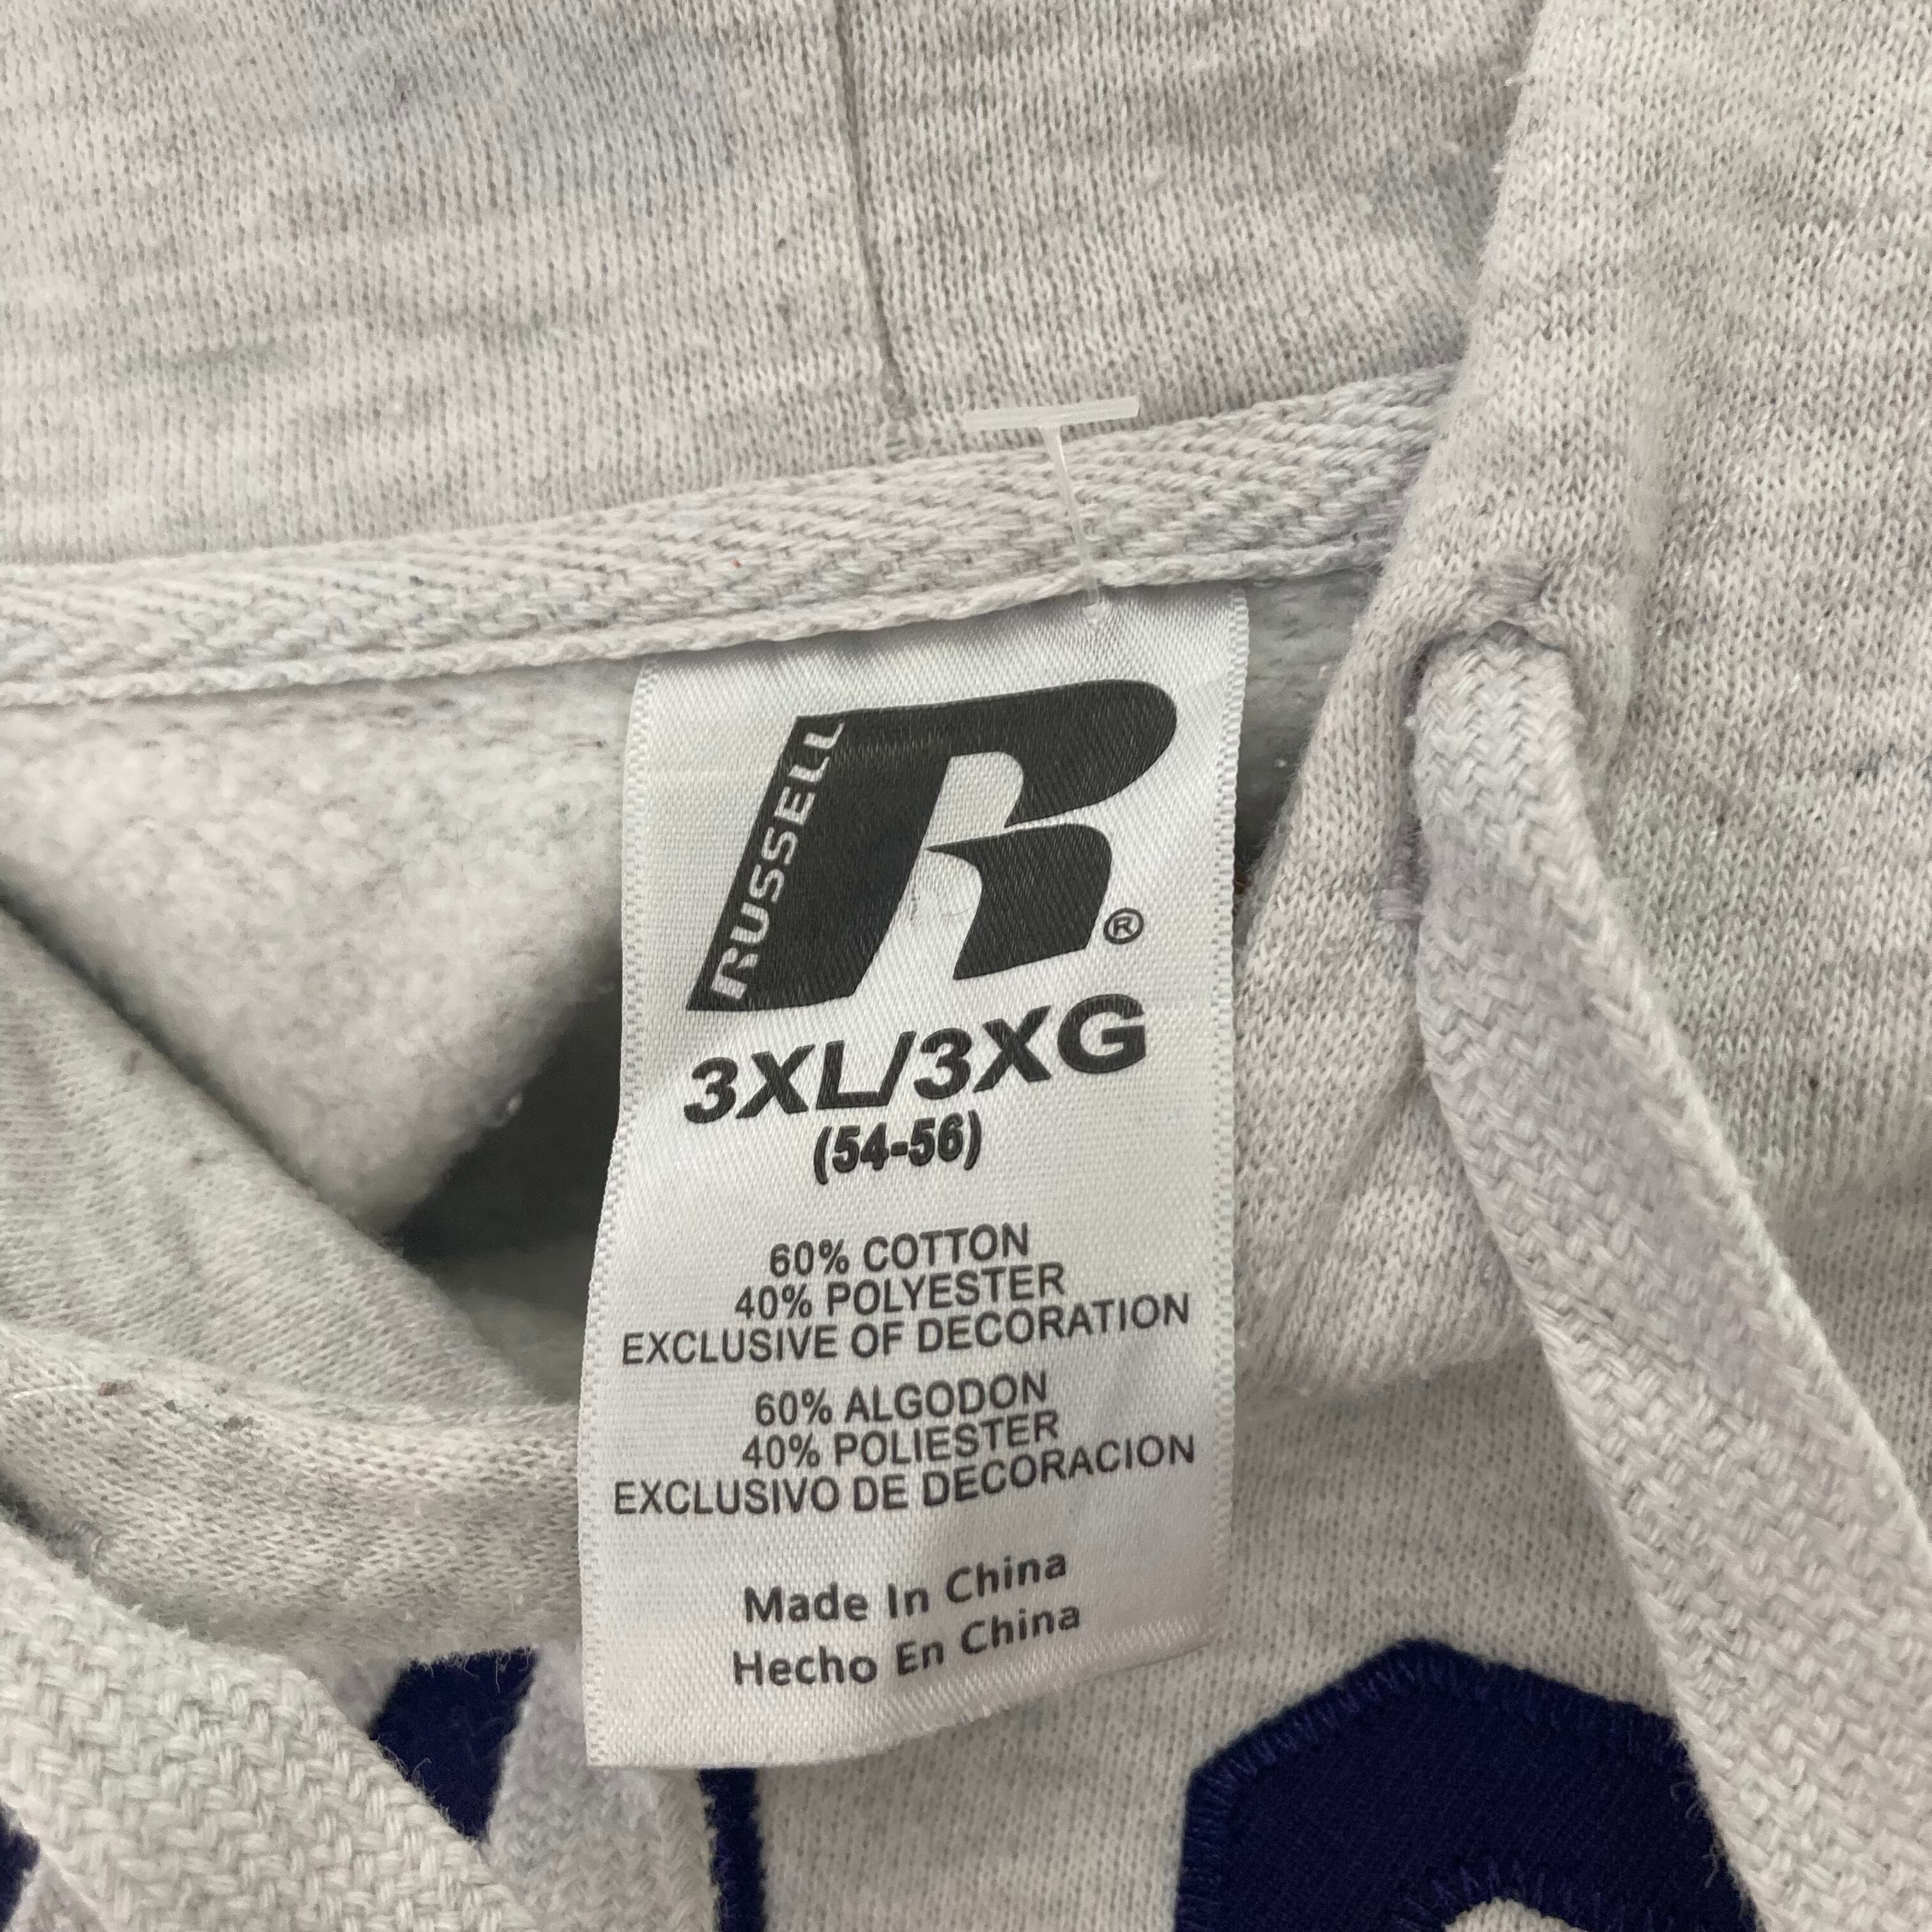 RUSSELL
R
®
3XL/3XG
(54-56)
60% COTTON
40% POLYESTER
EXCLUSIVE OF DECORATION
60% ALGODON
40% POLIESTER
EXCLUSIVO DE DECORACION
Made In China
Hecho En China